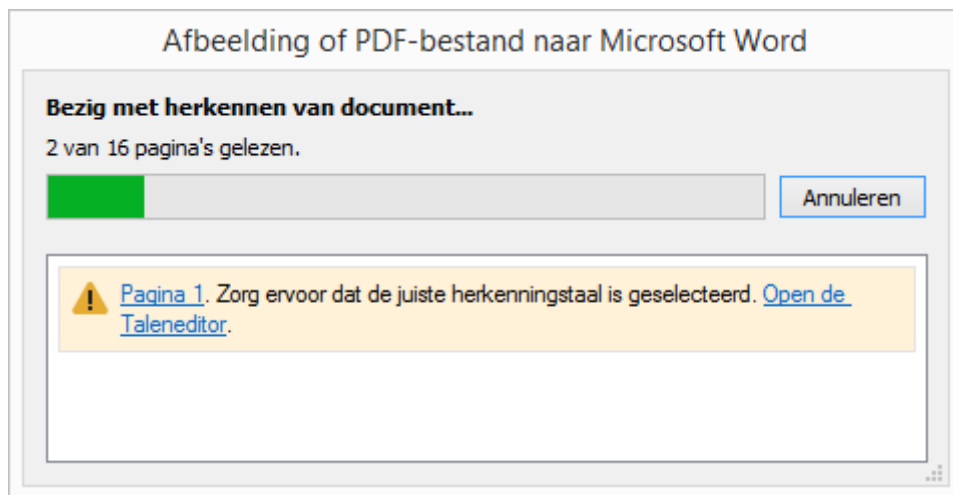 Afbeelding of PDF-bestand naar Microsoft Word
Bezig met herkennen van document...
2 van 16 pagina's gelezen.
Annuleren
Pagina 1. Zorg ervoor dat de juiste herkenningstaal is geselecteerd. Open de
Taleneditor.